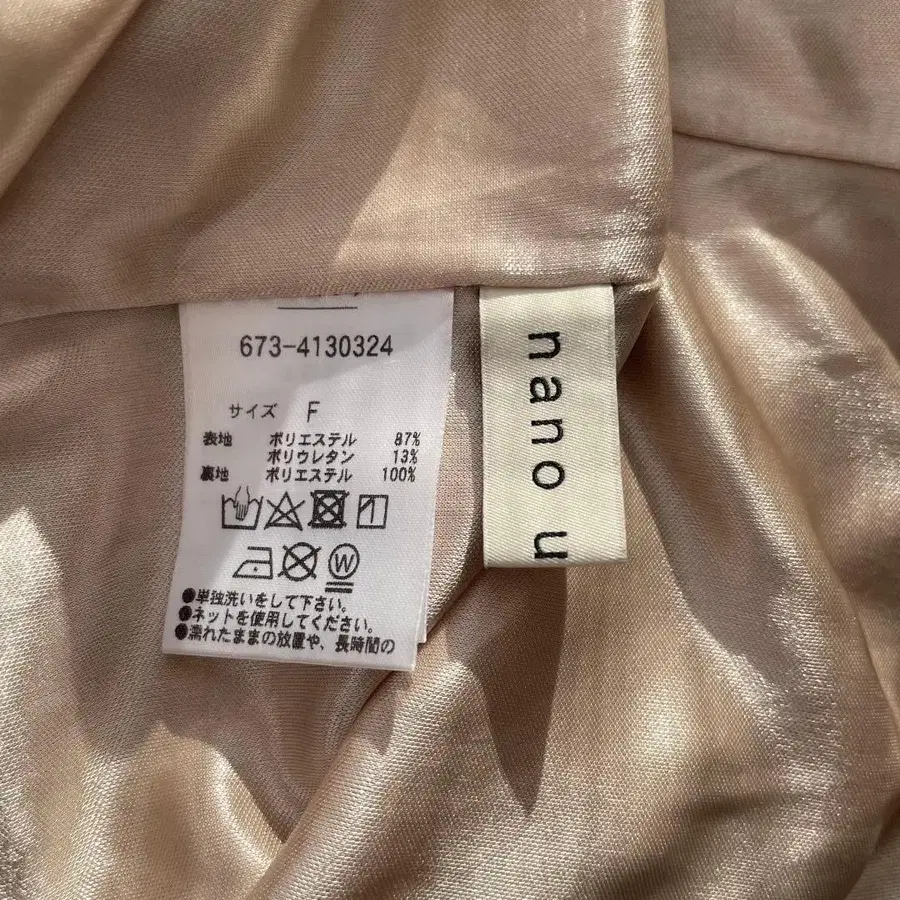 673-4130324
サイズ F
表地 ポリエステル 87%
ポリウレタン 13%
裏地 ポリエステル 100%
W
●単独洗いをして下さい。
●ネットを使用してください。
●濡れたままの放置や、長時間の
nano u